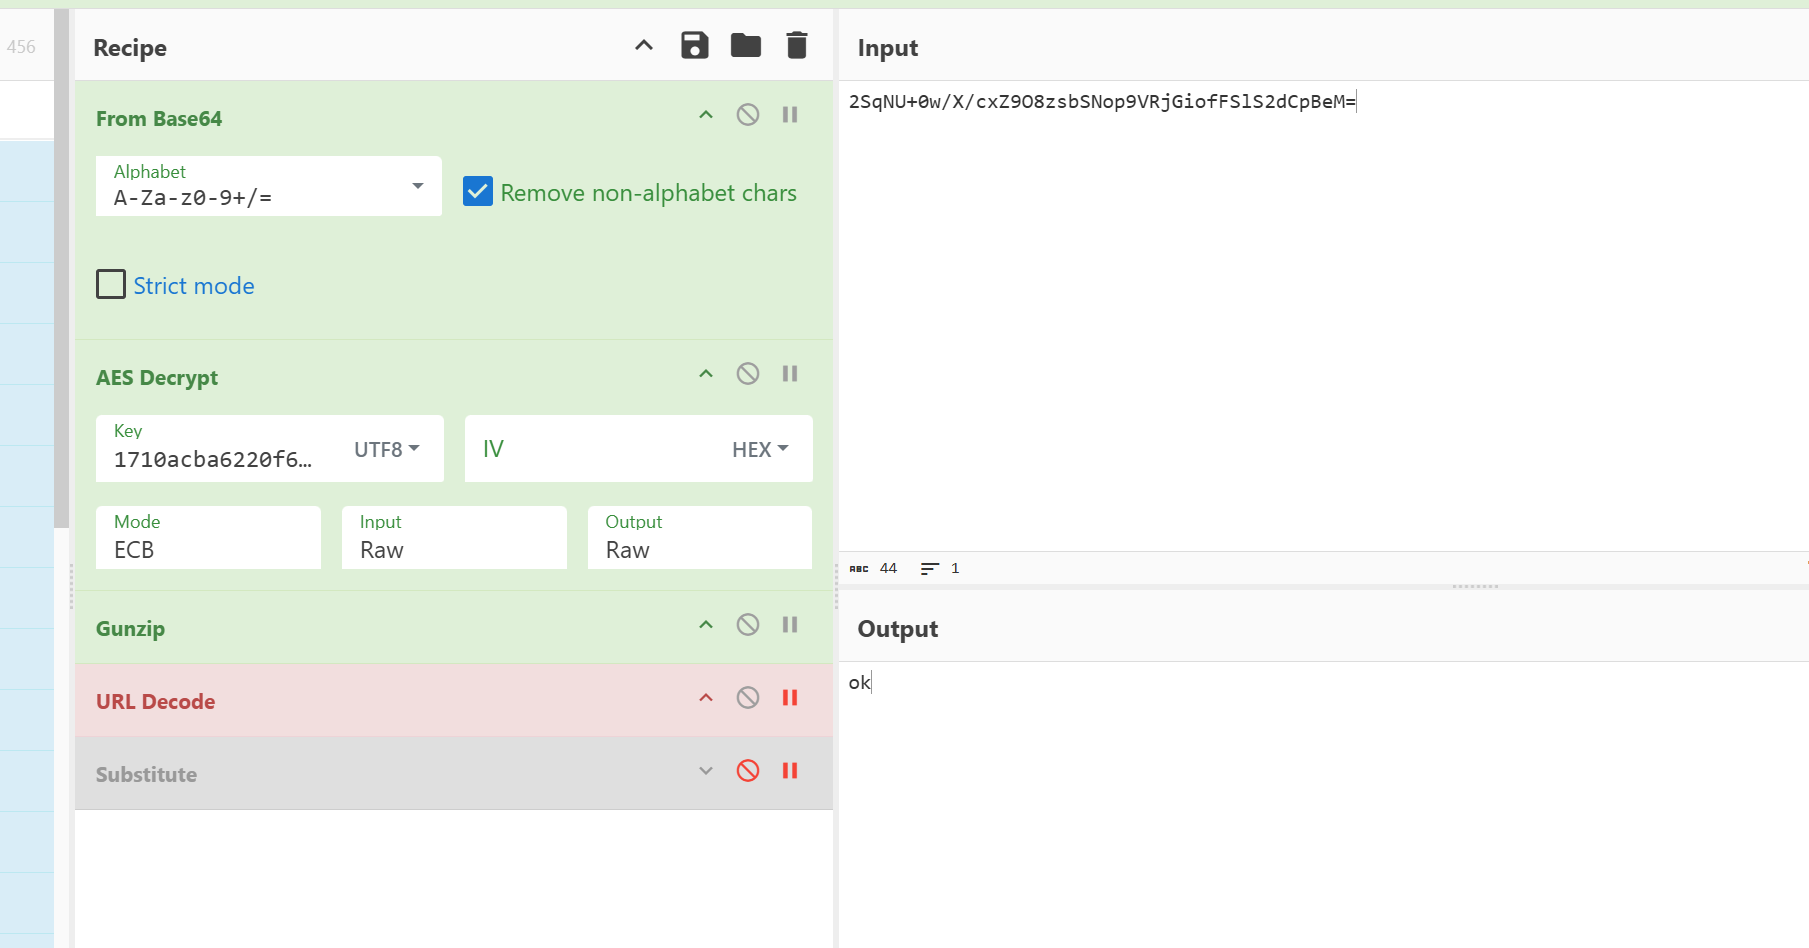 456
Recipe
From Base64
Alphabet
A-Za-z0-9+/=
Remove non-alphabet chars
Strict mode
AES Decrypt
Key
1710acba6220f6…
UTF8
IV
HEX
Mode
ECB
Input
Raw
Output
Raw
Gunzip
URL Decode
Substitute
Input
2SqNU+0w/X/cxZ9O8zsbSNop9VRjGiofFSlS2dCpBeM=
ABC 44 1
Output
ok